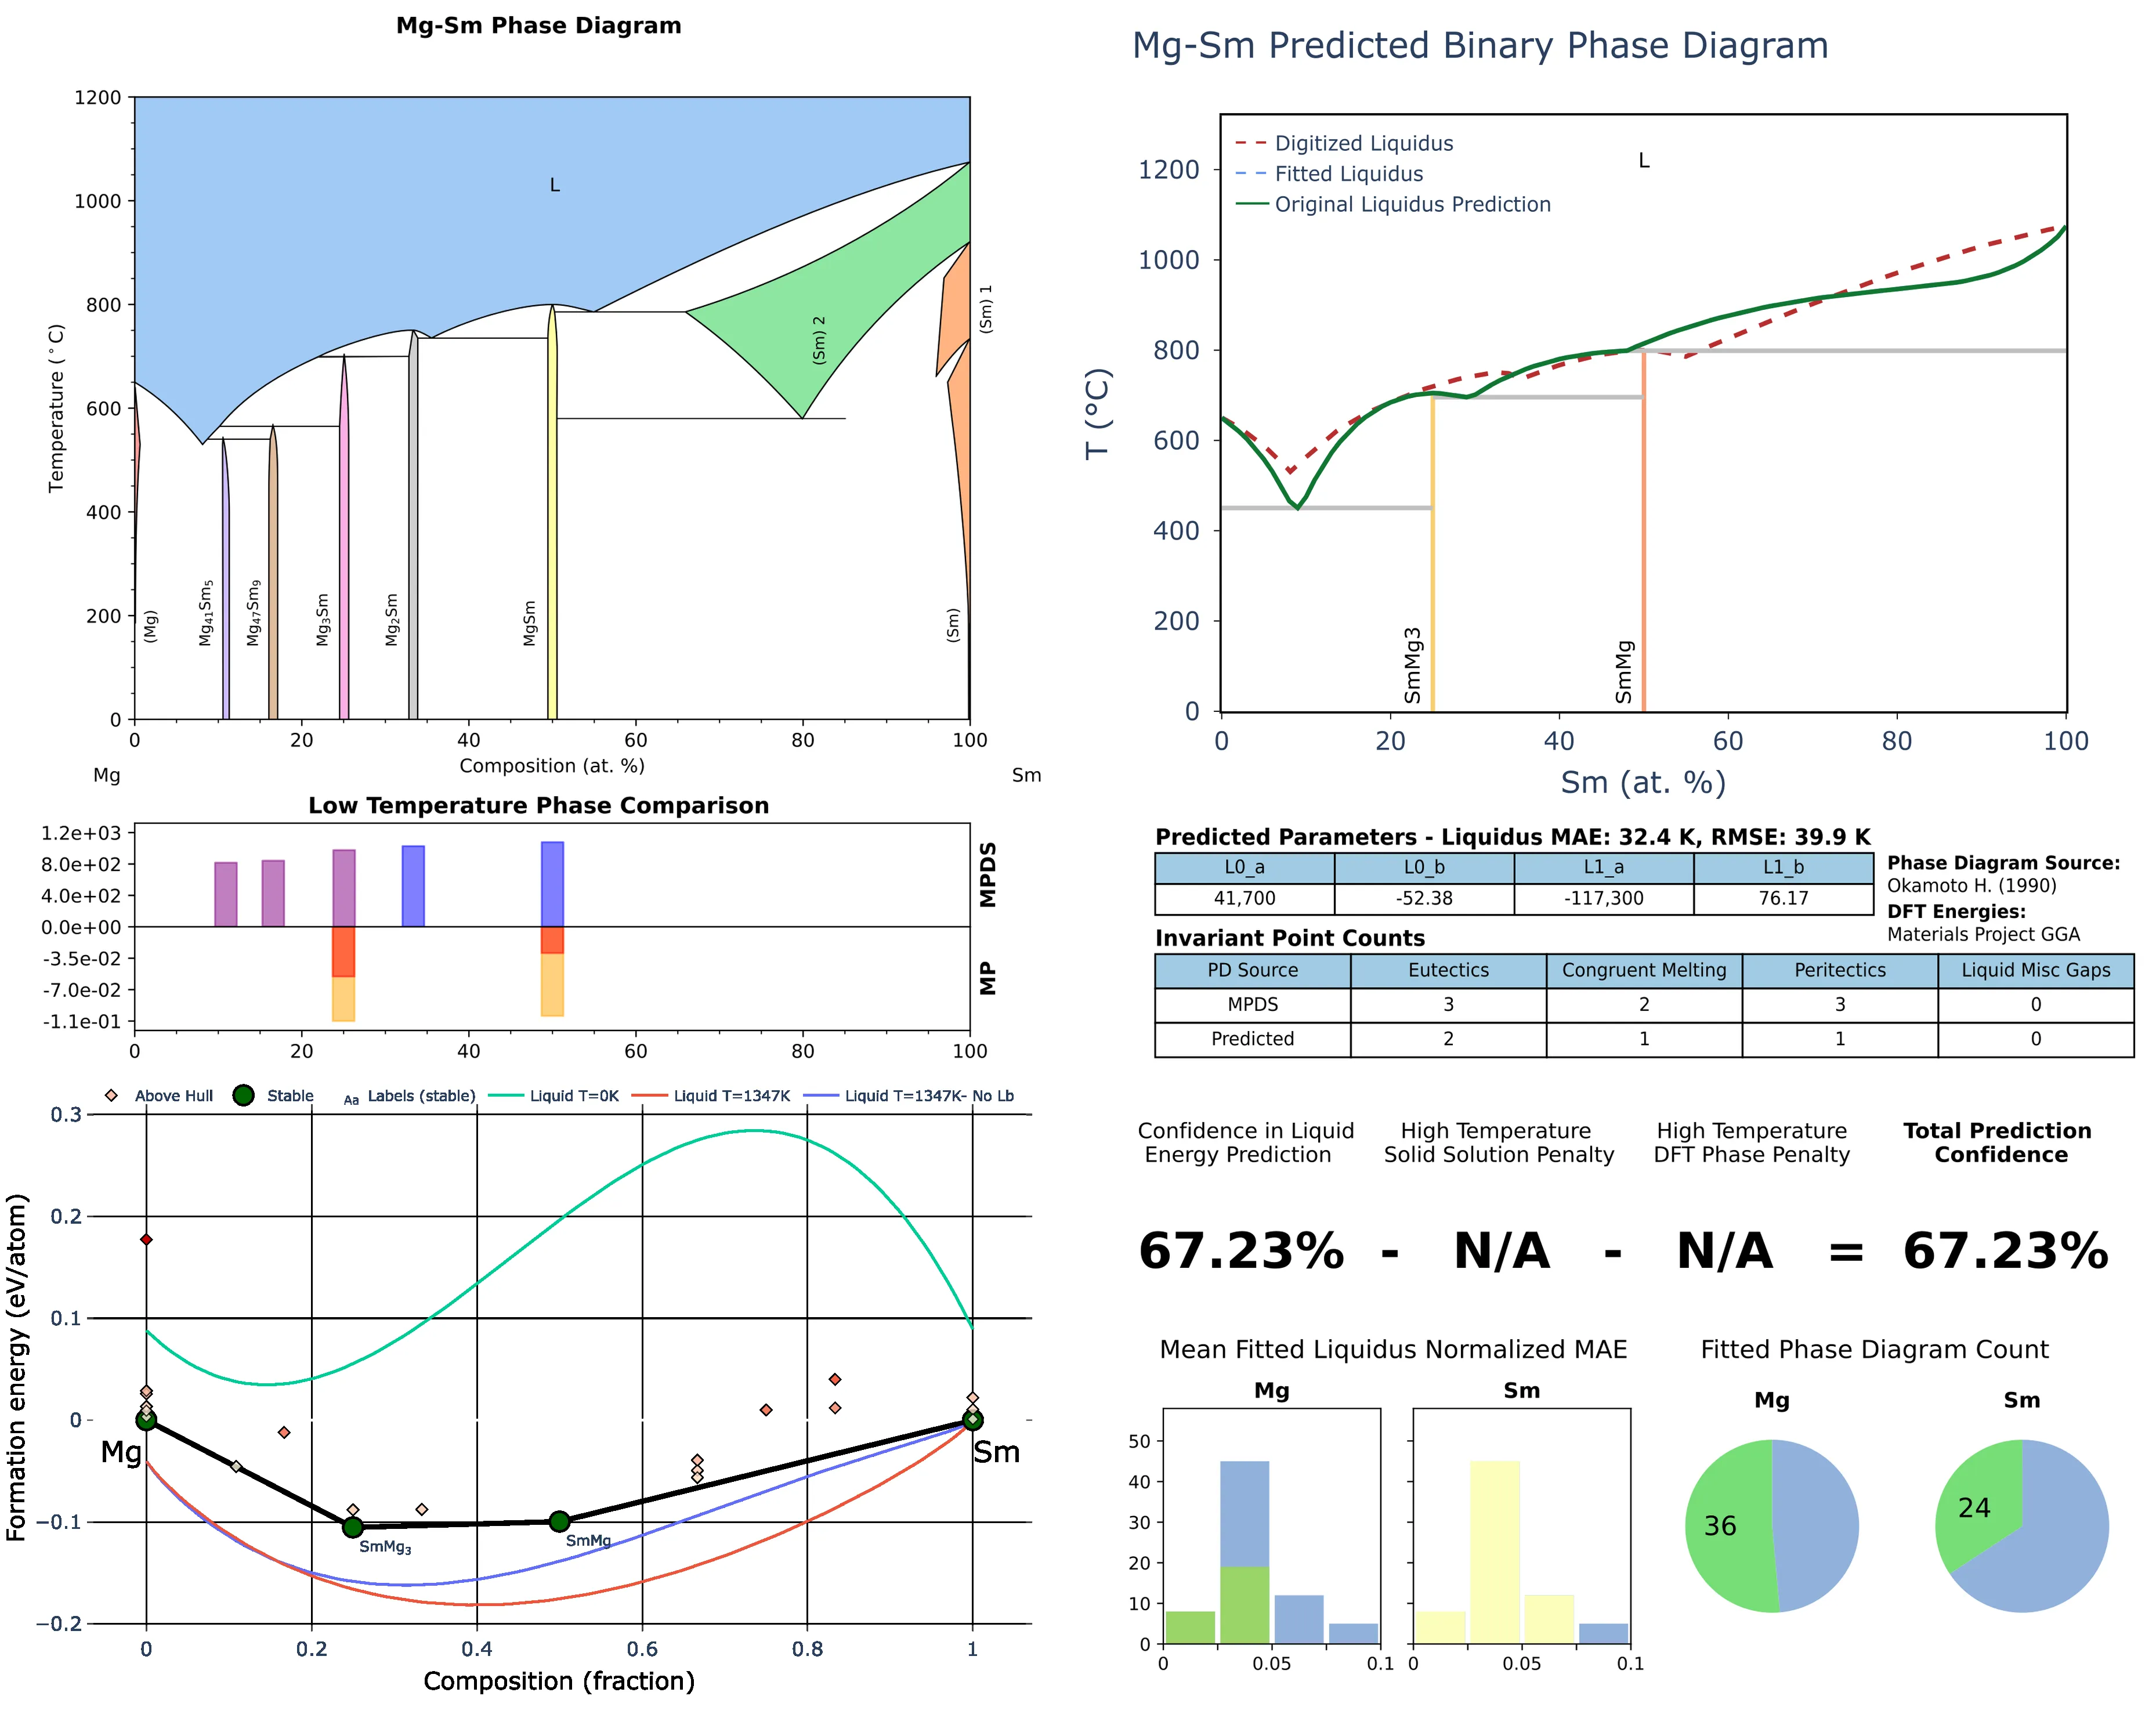 Mg-Sm Phase Diagram
1200
1000
800
600
400
200
0
Temperature (°C)
L
(Sm) 2
(Sm) 1
(Mg)
Mg₄₁Sm₅
Mg₄₇Sm₉
Mg₃Sm
Mg₂Sm
MgSm
(Sm)
0 20 40 60 80 100
Composition (at. %)
Mg Sm
Low Temperature Phase Comparison
1.2e+03
8.0e+02
4.0e+02
0.0e+00
-3.5e-02
-7.0e-02
-1.1e-01
MPDS
MP
0 20 40 60 80 100
Above Hull Stable Aa Labels (stable) Liquid T=0K Liquid T=1347K Liquid T=1347K- No Lb
0.3
0.2
0.1
0
−0.1
−0.2
Formation energy (eV/atom)
Mg
Sm
SmMg₃
SmMg
0 0.2 0.4 0.6 0.8 1
Composition (fraction)
Mg-Sm Predicted Binary Phase Diagram
Digitized Liquidus
Fitted Liquidus
Original Liquidus Prediction
L
1200
1000
800
600
400
200
0
T (°C)
SmMg3
SmMg
0 20 40 60 80 100
Sm (at. %)
Predicted Parameters - Liquidus MAE: 32.4 K, RMSE: 39.9 K
L0_a L0_b L1_a L1_b
41,700 -52.38 -117,300 76.17
Phase Diagram Source:
Okamoto H. (1990)
DFT Energies:
Materials Project GGA
Invariant Point Counts
PD Source Eutectics Congruent Melting Peritectics Liquid Misc Gaps
MPDS 3 2 3 0
Predicted 2 1 1 0
Confidence in Liquid
Energy Prediction
High Temperature
Solid Solution Penalty
High Temperature
DFT Phase Penalty
Total Prediction
Confidence
67.23% - N/A - N/A = 67.23%
Mean Fitted Liquidus Normalized MAE
Mg Sm
50
40
30
20
10
0
0 0.05 0.1 0 0.05 0.1
Fitted Phase Diagram Count
Mg Sm
36 24